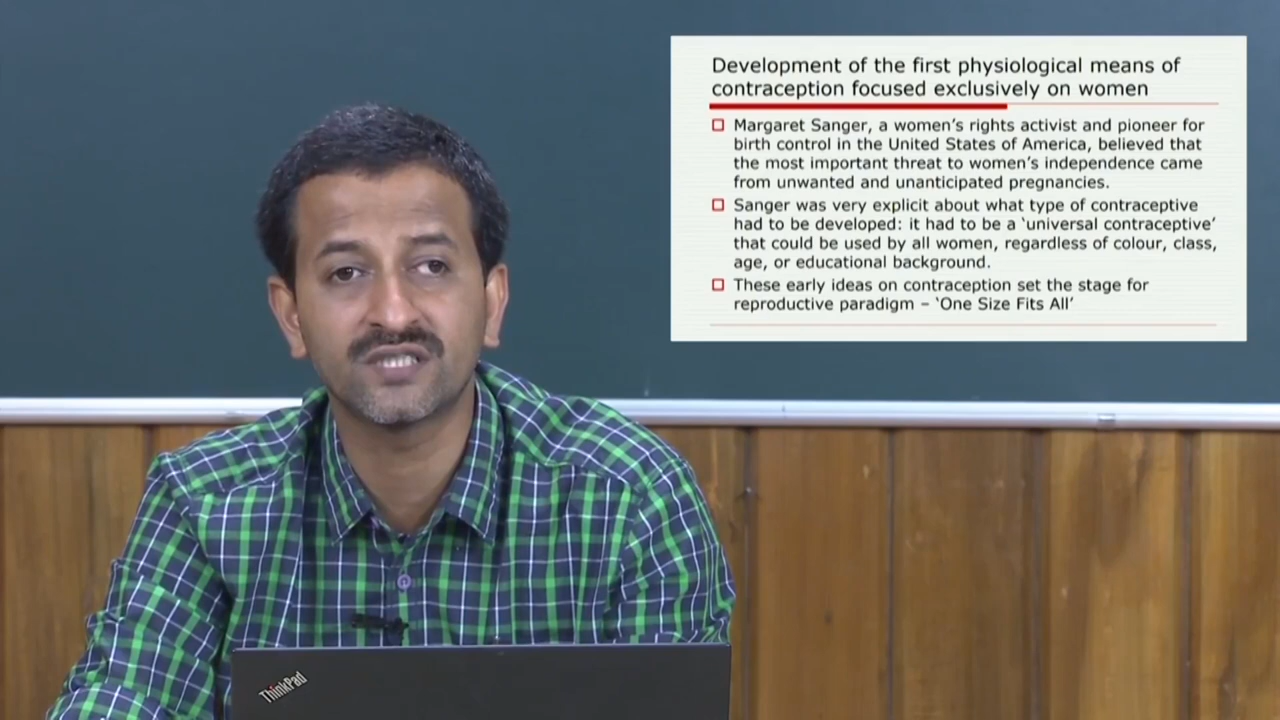 Development of the first physiological means of
contraception focused exclusively on women
Margaret Sanger, a women's rights activist and pioneer for
birth control in the United States of America, believed that
the most important threat to women's independence came
from unwanted and unanticipated pregnancies.
Sanger was very explicit about what type of contraceptive
had to be developed: it had to be a ‘universal contraceptive’
that could be used by all women, regardless of colour, class,
age, or educational background.
These early ideas on contraception set the stage for
reproductive paradigm – ‘One Size Fits All’
ThinkPad